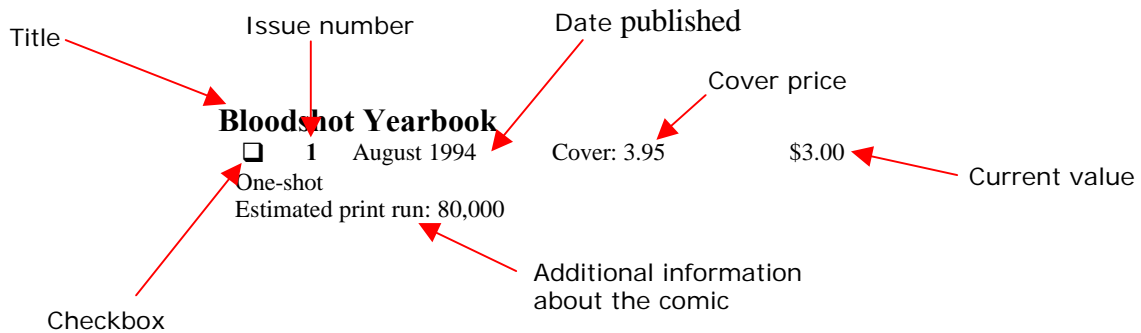 Title
Issue number
Date published
Cover price
Bloodshot Yearbook
❑ 1 August 1994 Cover: 3.95 $3.00
One-shot
Estimated print run: 80,000
Current value
Additional information
about the comic
Checkbox